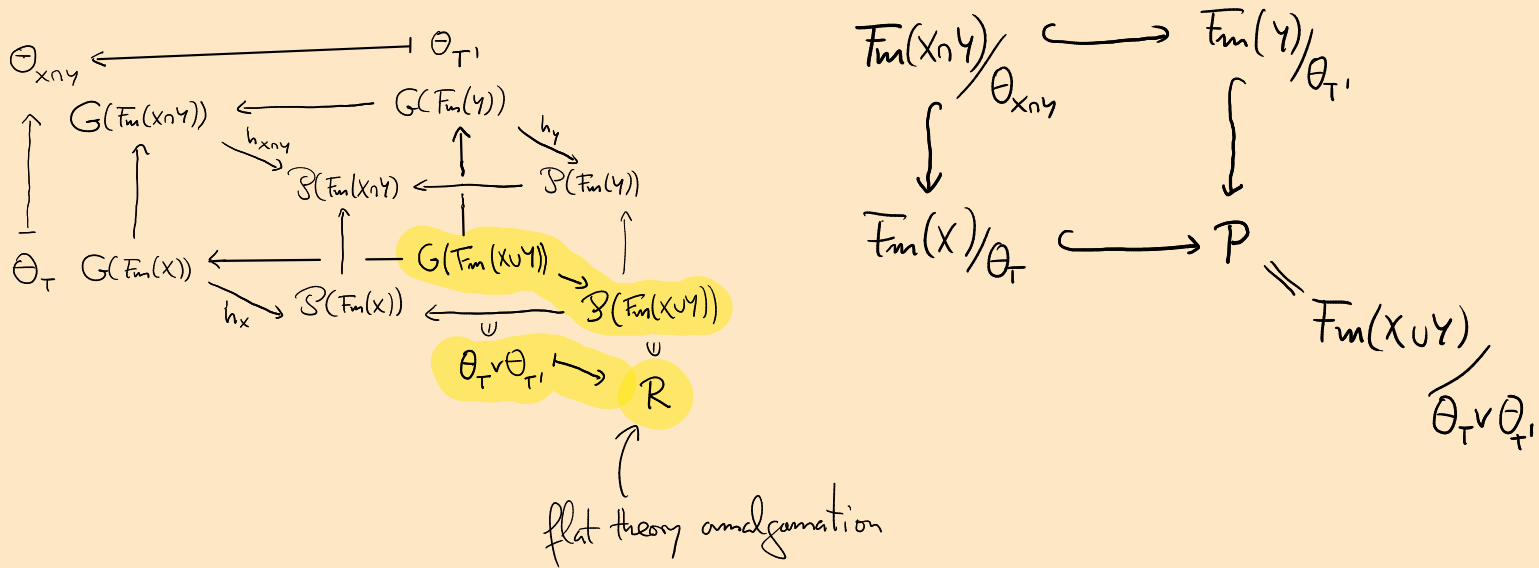 Θ_{X∩Y} ⟵ Θ_{T'}
G(Fm(X∩Y)) ⟵ G(Fm(Y))
h_{X∩Y} h_Y
𝒮(Fm(X∩Y)) ⟵ 𝒮(Fm(Y))
Θ_T G(Fm(X)) ⟵ G(Fm(X∪Y))
h_X 𝒮(Fm(X)) ⟵ 𝒮(Fm(X∪Y))
Θ_T ∨ Θ_{T'} ↦ R
flat theory amalgamation
Fm(X∩Y)/Θ_{X∩Y} ↪ Fm(Y)/Θ_{T'}
Fm(X)/Θ_T ↪ P
Fm(X∪Y)/Θ_T ∨ Θ_{T'}